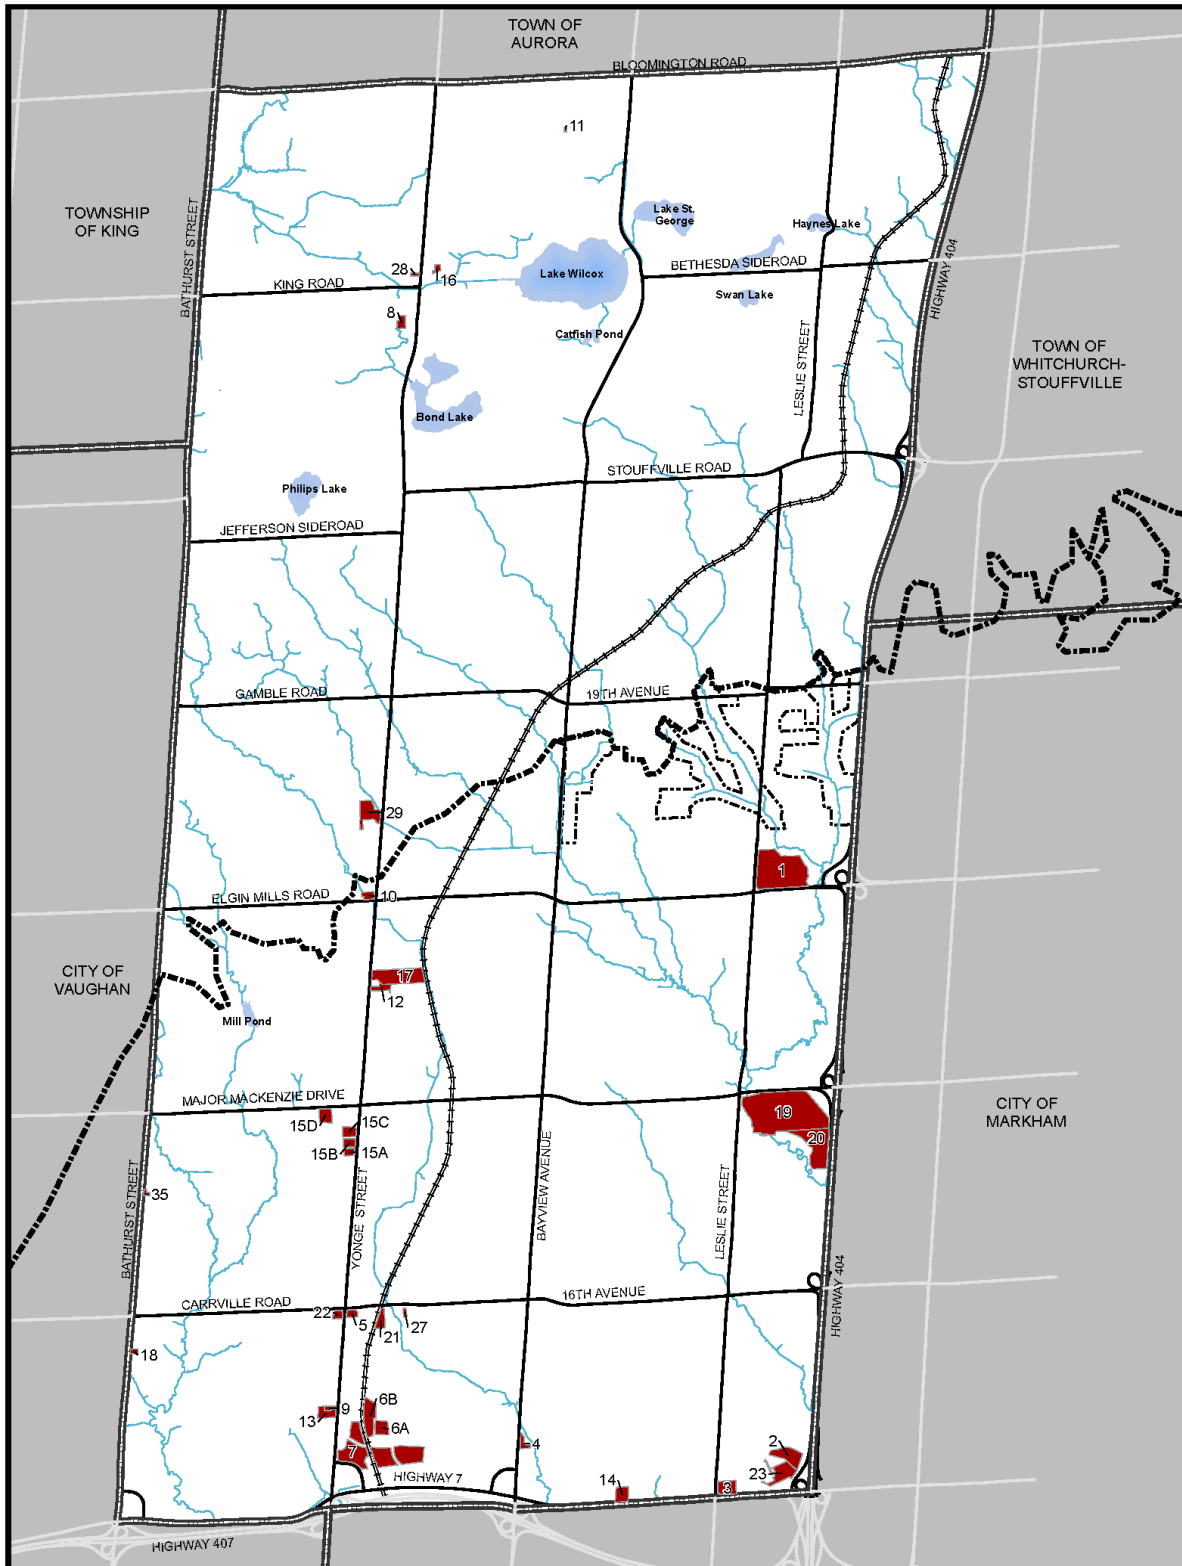 TOWN OF
AURORA
BLOOMINGTON ROAD
11
TOWNSHIP
OF KING
BATHURST STREET
Lake St.
George
Haynes Lake
HIGHWAY 404
28
16
KING ROAD
Lake Wilcox
BETHESDA SIDEROAD
Swan Lake
8
Catfish Pond
LESLIE STREET
TOWN OF
WHITCHURCH-
STOUFFVILLE
Bond Lake
STOUFFVILLE ROAD
Philips Lake
JEFFERSON SIDEROAD
GAMBLE ROAD
19TH AVENUE
29
1
ELGIN MILLS ROAD
10
CITY OF
VAUGHAN
17
12
Mill Pond
MAJOR MACKENZIE DRIVE
15D
15C
15B
15A
19
20
CITY OF
MARKHAM
35
BATHURST STREET
YONGE STREET
BAYVIEW AVENUE
LESLIE STREET
HIGHWAY 404
CARRVILLE ROAD
16TH AVENUE
22
5
21
27
18
6B
9
13
6A
7
4
2
23
HIGHWAY 7
14
3
HIGHWAY 407